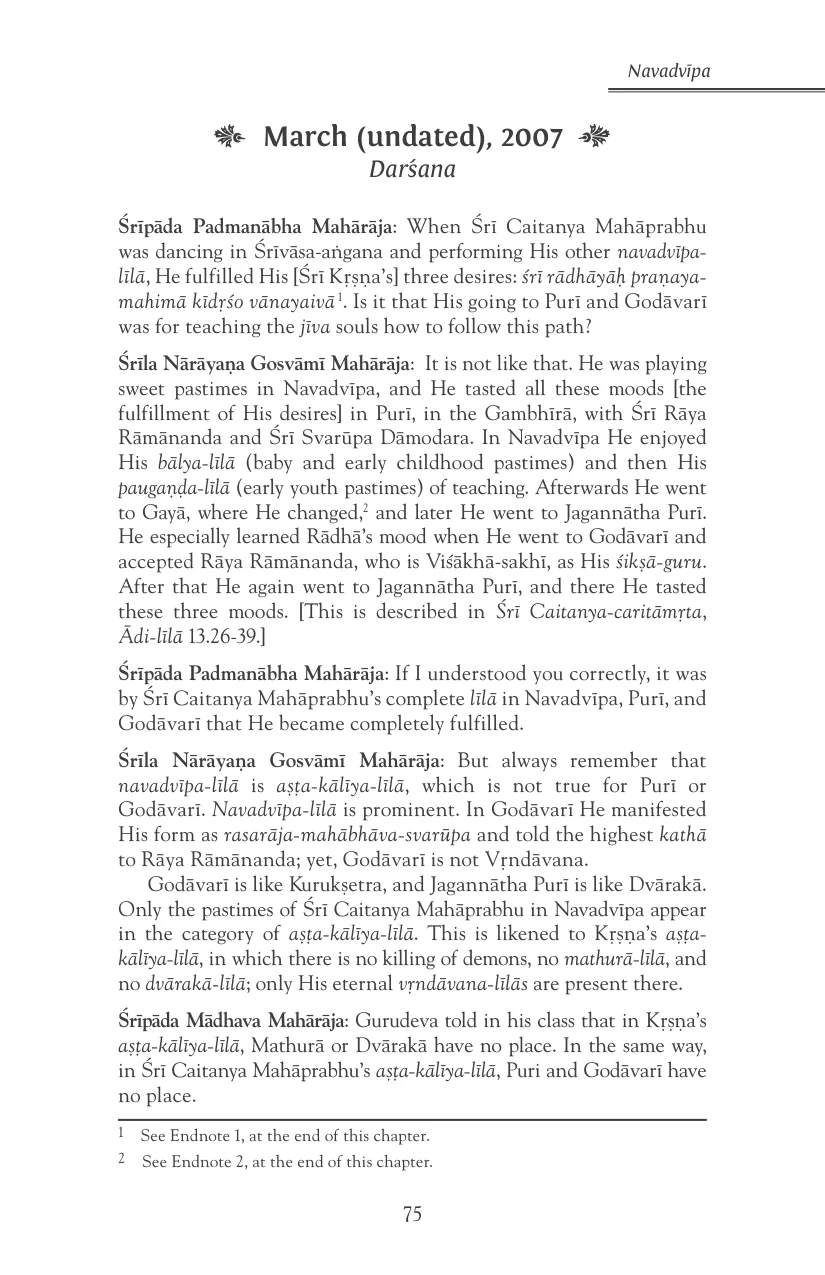 Navadvīpa
March (undated), 2007
Darśana
Śrīpāda Padmanābha Mahārāja: When Śrī Caitanya Mahāprabhu
was dancing in Śrīvāsa-aṅgana and performing His other navadvīpa-
līlā, He fulfilled His [Śrī Kṛṣṇa’s] three desires: śrī rādhāyāḥ praṇaya-
mahimā kīdṛśo vānayaivā1. Is it that His going to Purī and Godāvarī
was for teaching the jīva souls how to follow this path?
Śrīla Nārāyaṇa Gosvāmī Mahārāja: It is not like that. He was playing
sweet pastimes in Navadvīpa, and He tasted all these moods [the
fulfillment of His desires] in Purī, in the Gambhīrā, with Śrī Rāya
Rāmānanda and Śrī Svarūpa Dāmodara. In Navadvīpa He enjoyed
His bālya-līlā (baby and early childhood pastimes) and then His
paugaṇḍa-līlā (early youth pastimes) of teaching. Afterwards He went
to Gayā, where He changed,2 and later He went to Jagannātha Purī.
He especially learned Rādhā’s mood when He went to Godāvarī and
accepted Rāya Rāmānanda, who is Viśākhā-sakhī, as His śikṣā-guru.
After that He again went to Jagannātha Purī, and there He tasted
these three moods. [This is described in Śrī Caitanya-caritāmṛta,
Ādi-līlā 13.26-39.]
Śrīpāda Padmanābha Mahārāja: If I understood you correctly, it was
by Śrī Caitanya Mahāprabhu’s complete līlā in Navadvīpa, Purī, and
Godāvarī that He became completely fulfilled.
Śrīla Nārāyaṇa Gosvāmī Mahārāja: But always remember that
navadvīpa-līlā is aṣṭa-kālīya-līlā, which is not true for Purī or
Godāvarī. Navadvīpa-līlā is prominent. In Godāvarī He manifested
His form as rasarāja-mahābhāva-svarūpa and told the highest kathā
to Rāya Rāmānanda; yet, Godāvarī is not Vṛndāvana.
Godāvarī is like Kurukṣetra, and Jagannātha Purī is like Dvārakā.
Only the pastimes of Śrī Caitanya Mahāprabhu in Navadvīpa appear
in the category of aṣṭa-kālīya-līlā. This is likened to Kṛṣṇa’s aṣṭa-
kālīya-līlā, in which there is no killing of demons, no mathurā-līlā, and
no dvārakā-līlā; only His eternal vṛndāvana-līlās are present there.
Śrīpāda Mādhava Mahārāja: Gurudeva told in his class that in Kṛṣṇa’s
aṣṭa-kālīya-līlā, Mathurā or Dvārakā have no place. In the same way,
in Śrī Caitanya Mahāprabhu’s aṣṭa-kālīya-līlā, Puri and Godāvarī have
no place.
1 See Endnote 1, at the end of this chapter.
2 See Endnote 2, at the end of this chapter.
75